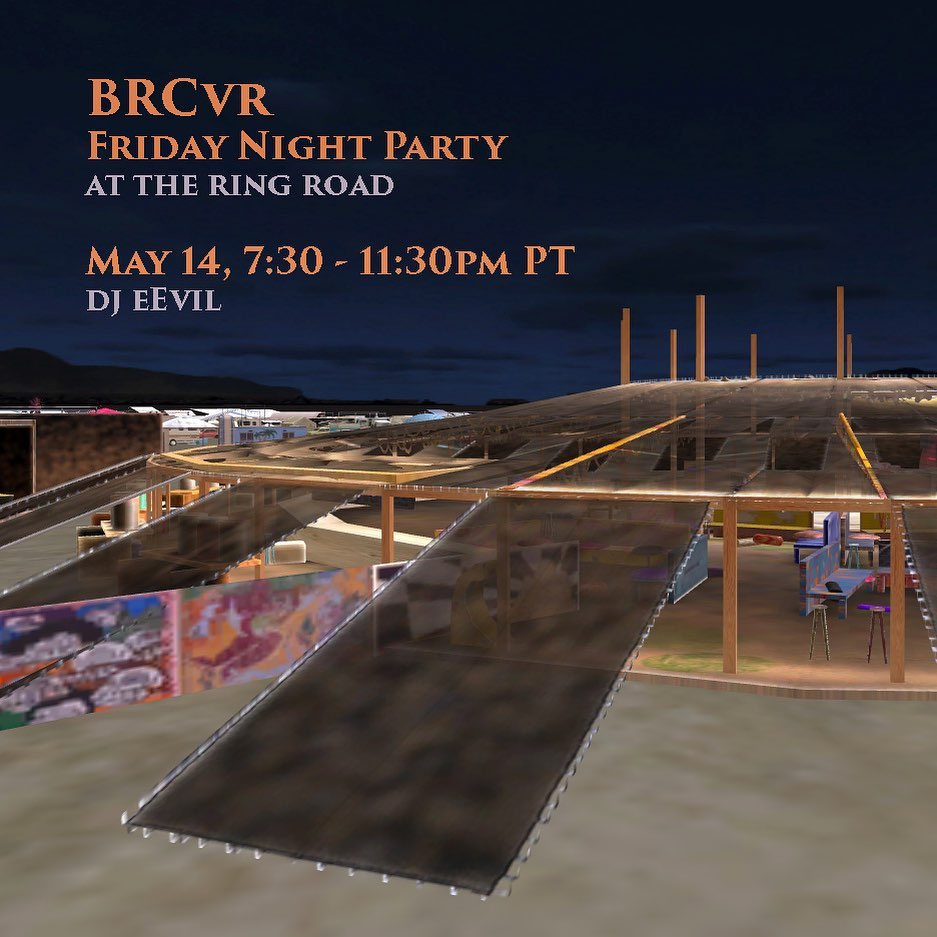 BRCvr
Friday Night Party
at the ring road
May 14, 7:30 - 11:30pm PT
dj eEvil